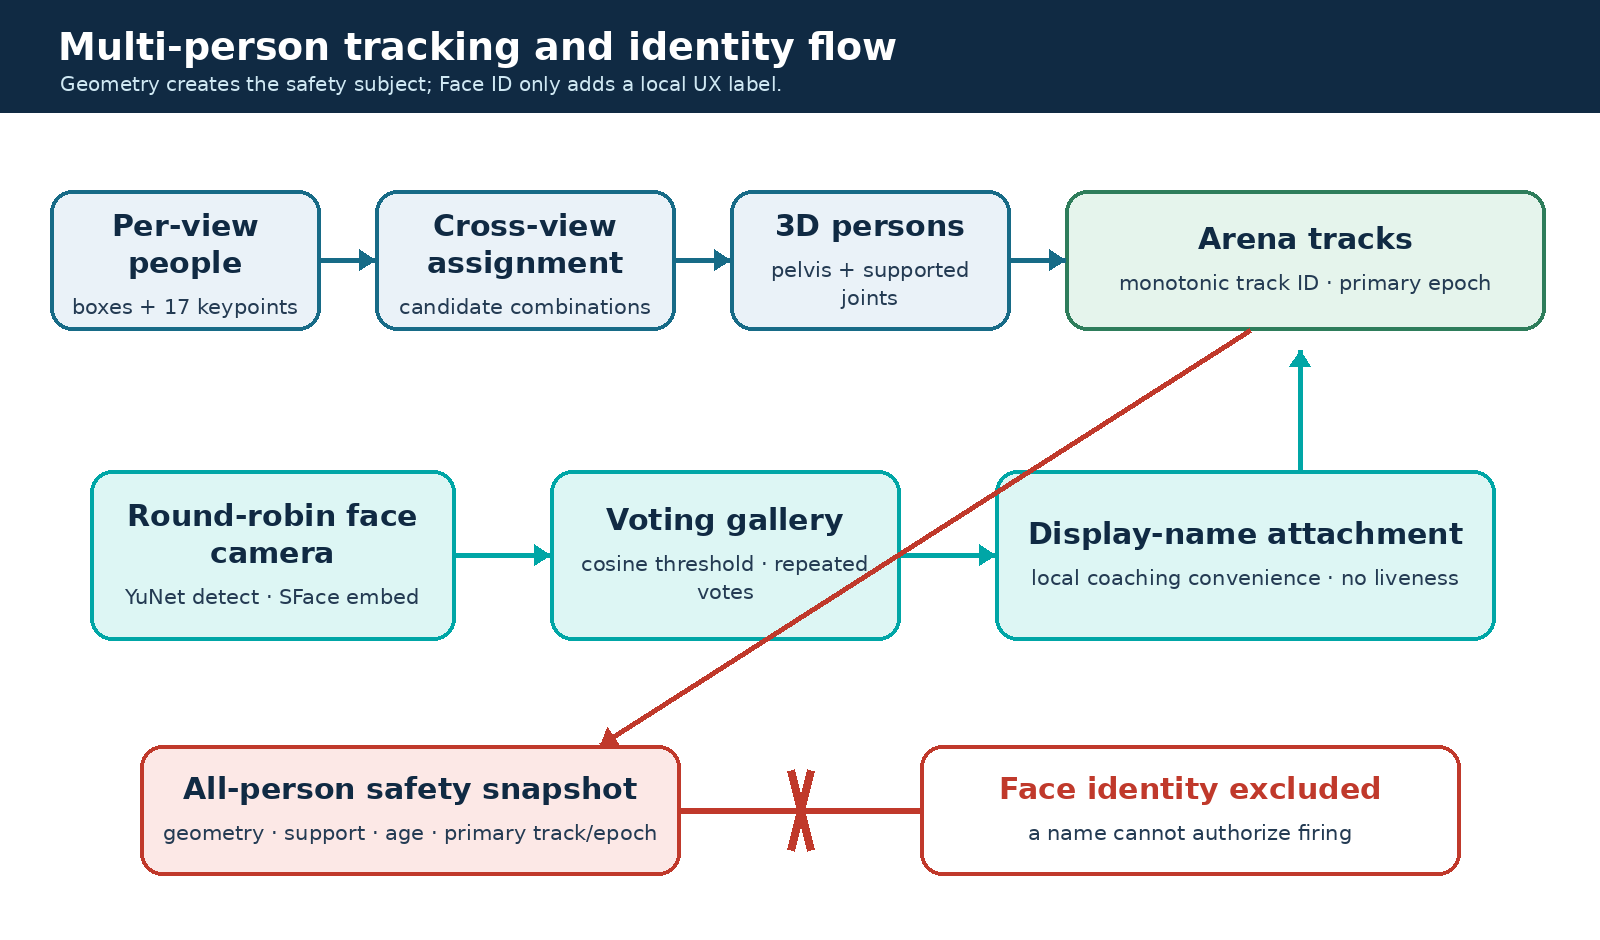 Multi-person tracking and identity flow
Geometry creates the safety subject; Face ID only adds a local UX label.
Per-view
people
boxes + 17 keypoints
Cross-view
assignment
candidate combinations
3D persons
pelvis + supported
joints
Arena tracks
monotonic track ID · primary epoch
Round-robin face
camera
YuNet detect · SFace embed
Voting gallery
cosine threshold · repeated
votes
Display-name attachment
local coaching convenience · no liveness
All-person safety snapshot
geometry · support · age · primary track/epoch
Face identity excluded
a name cannot authorize firing